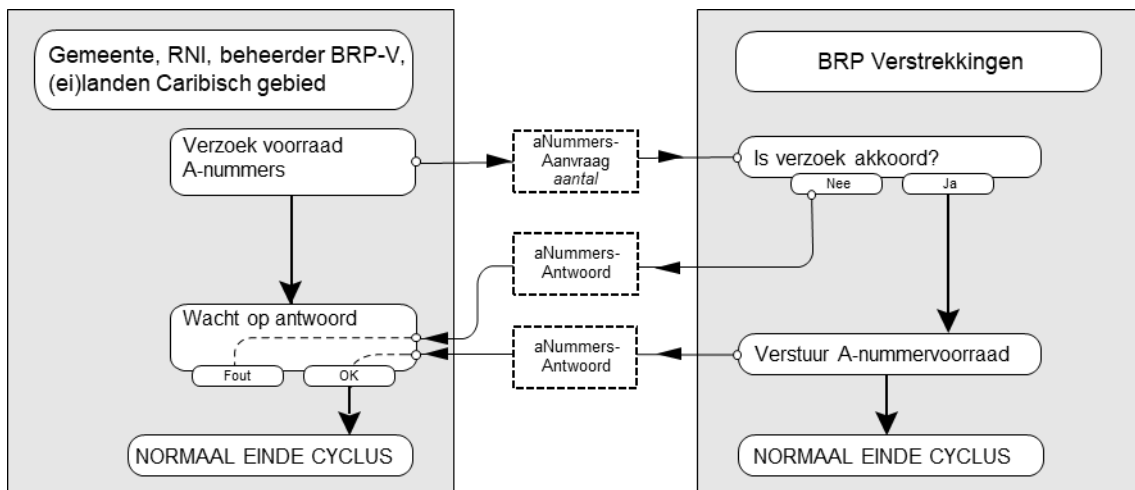 Gemeente, RNI, beheerder BRP-V,
(ei)landen Caribisch gebied
BRP Verstrekkingen
Verzoek voorraad
A-nummers
aNummers-
Aanvraag
aantal
Is verzoek akkoord?
Nee
Ja
aNummers-
Antwoord
Wacht op antwoord
Fout
OK
aNummers-
Antwoord
Verstuur A-nummervoorraad
NORMAAL EINDE CYCLUS
NORMAAL EINDE CYCLUS